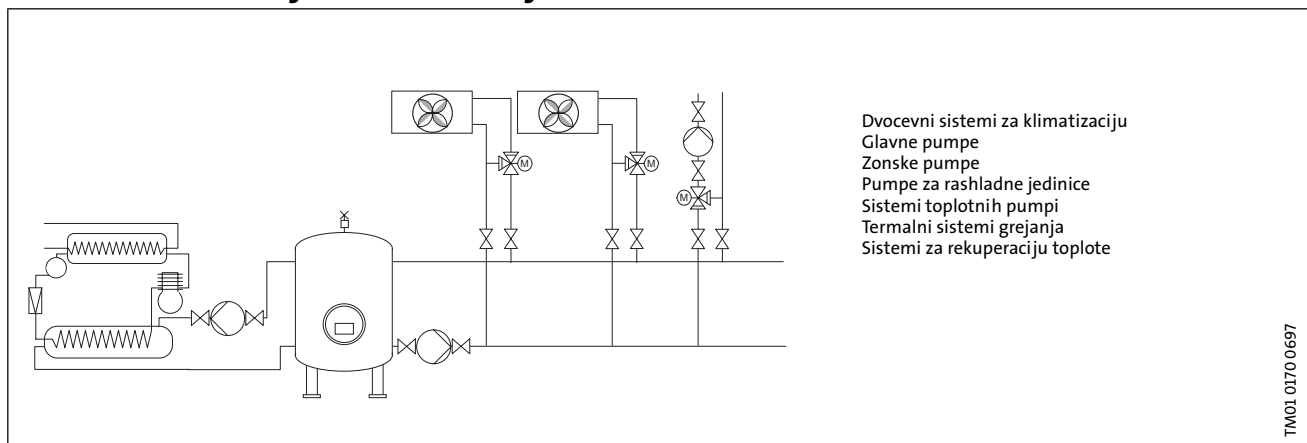 Dvocevni sistemi za klimatizaciju
Glavne pumpe
Zonske pumpe
Pumpe za rashladne jedinice
Sistemi toplotnih pumpi
Termalni sistemi grejanja
Sistemi za rekuperaciju toplote
M
M
M
TM01 0170 0697